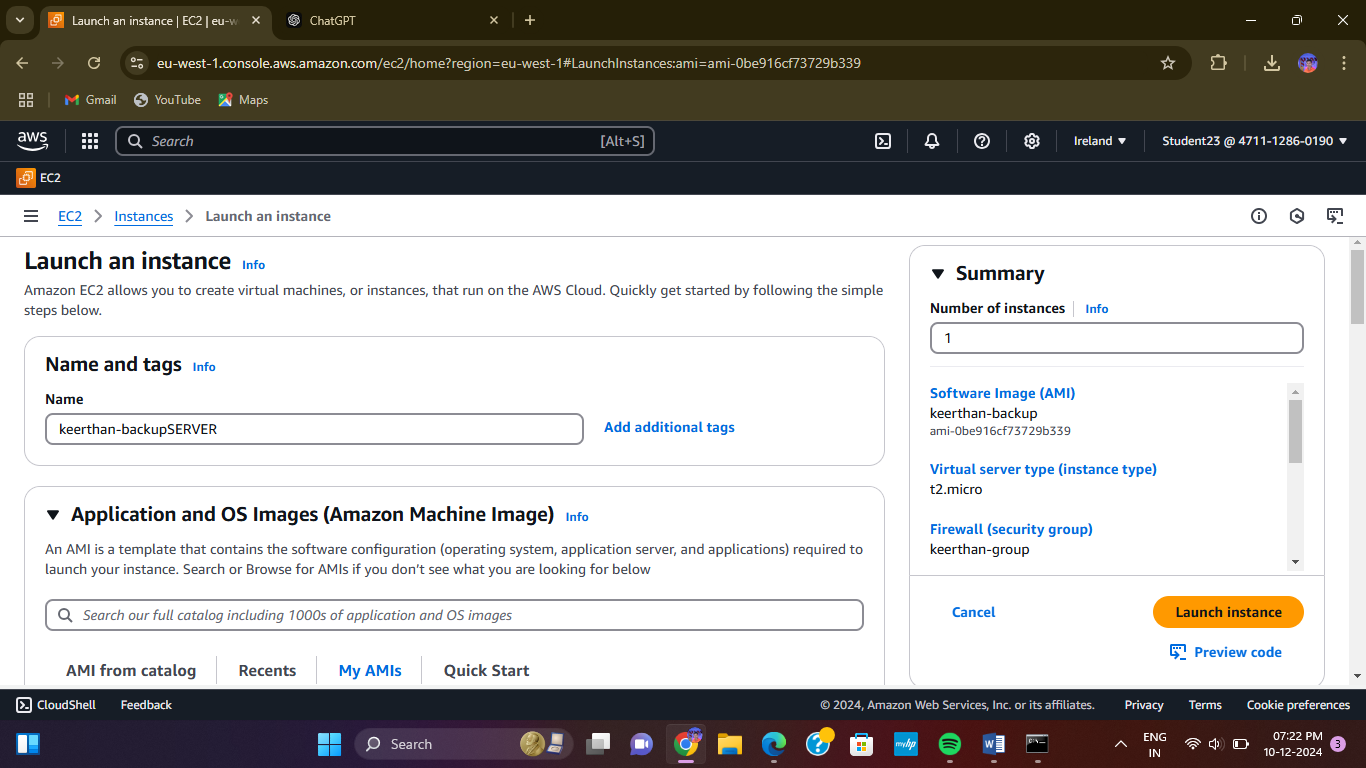 Launch an instance | EC2 | eu-w
ChatGPT
eu-west-1.console.aws.amazon.com/ec2/home?region=eu-west-1#LaunchInstances:ami=ami-0be916cf73729b339
Gmail
YouTube
Maps
aws
Search
[Alt+S]
Ireland
Student23 @ 4711-1286-0190
EC2
EC2
Instances
Launch an instance
Launch an instance Info
Amazon EC2 allows you to create virtual machines, or instances, that run on the AWS Cloud. Quickly get started by following the simple
steps below.
Name and tags Info
Name
keerthan-backupSERVER
Add additional tags
Application and OS Images (Amazon Machine Image) Info
An AMI is a template that contains the software configuration (operating system, application server, and applications) required to
launch your instance. Search or Browse for AMIs if you don’t see what you are looking for below
Search our full catalog including 1000s of application and OS images
AMI from catalog
Recents
My AMIs
Quick Start
Summary
Number of instances Info
1
Software Image (AMI)
keerthan-backup
ami-0be916cf73729b339
Virtual server type (instance type)
t2.micro
Firewall (security group)
keerthan-group
Cancel
Launch instance
Preview code
CloudShell
Feedback
© 2024, Amazon Web Services, Inc. or its affiliates.
Privacy
Terms
Cookie preferences
Search
myhp
ENG
IN
07:22 PM
10-12-2024
3